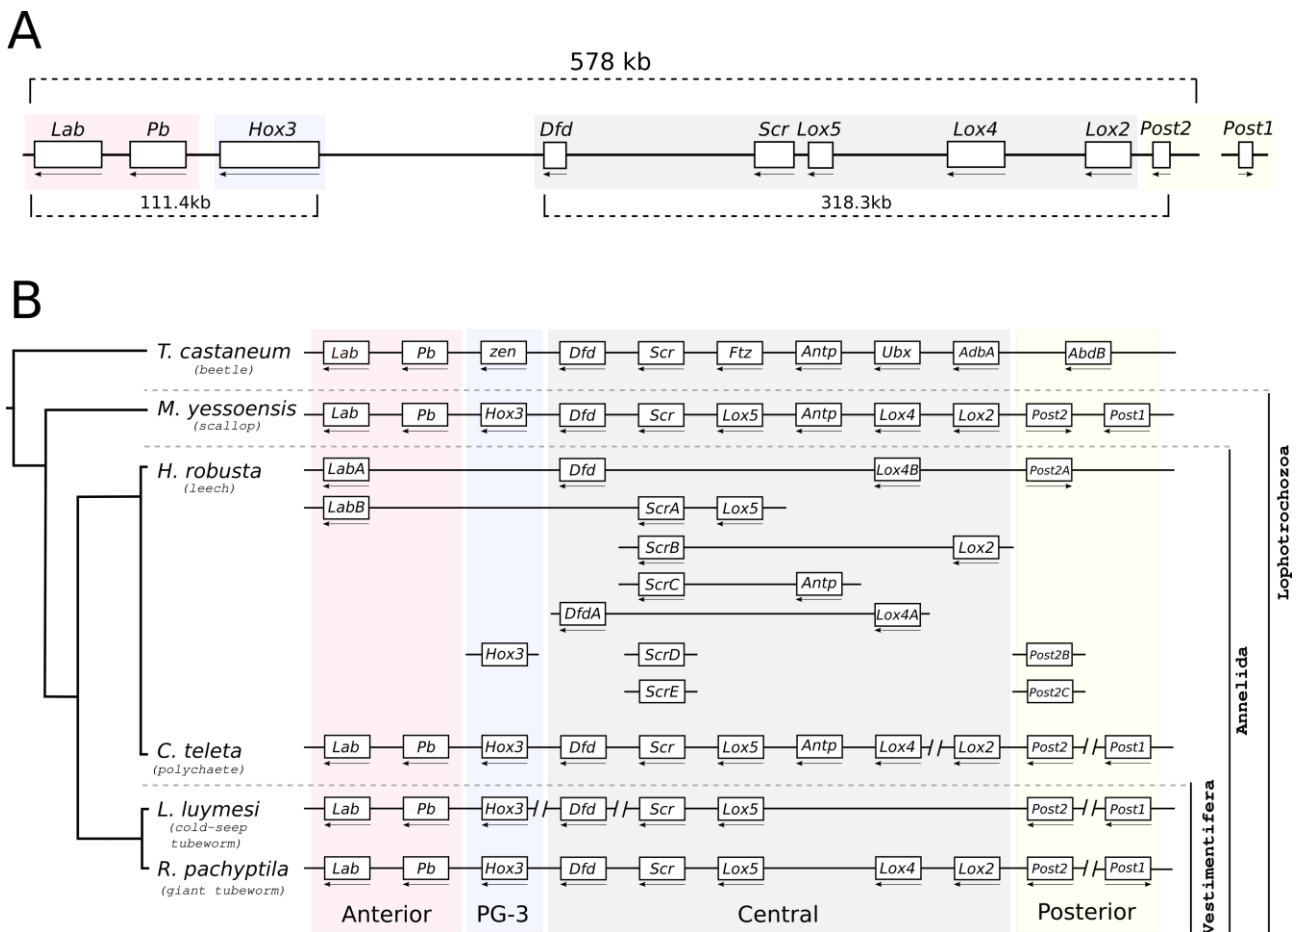 A
578 kb
Lab Pb Hox3 Dfd Scr Lox5 Lox4 Lox2 Post2 Post1
111.4kb 318.3kb
B
T. castaneum Lab Pb zen Dfd Scr Ftz Antp Ubx AdbA AbdB
(beetle)
M. yessoensis Lab Pb Hox3 Dfd Scr Lox5 Antp Lox4 Lox2 Post2 Post1
(scallop)
H. robusta LabA Dfd Lox4B Post2A
(leech)
LabB ScrA Lox5
ScrB Lox2
ScrC Antp
DfdA Lox4A
Hox3 ScrD Post2B
ScrE Post2C
C. teleta Lab Pb Hox3 Dfd Scr Lox5 Antp Lox4 // Lox2 Post2 // Post1
(polychaete)
L. luymesi Lab Pb Hox3 // Dfd // Scr Lox5 Post2 // Post1
(cold-seep
tubeworm)
R. pachyptila Lab Pb Hox3 Dfd Scr Lox5 Lox4 Lox2 Post2 // Post1
(giant tubeworm)
Anterior PG-3 Central Posterior
Vestimentifera
Annelida
Lophotrochozoa